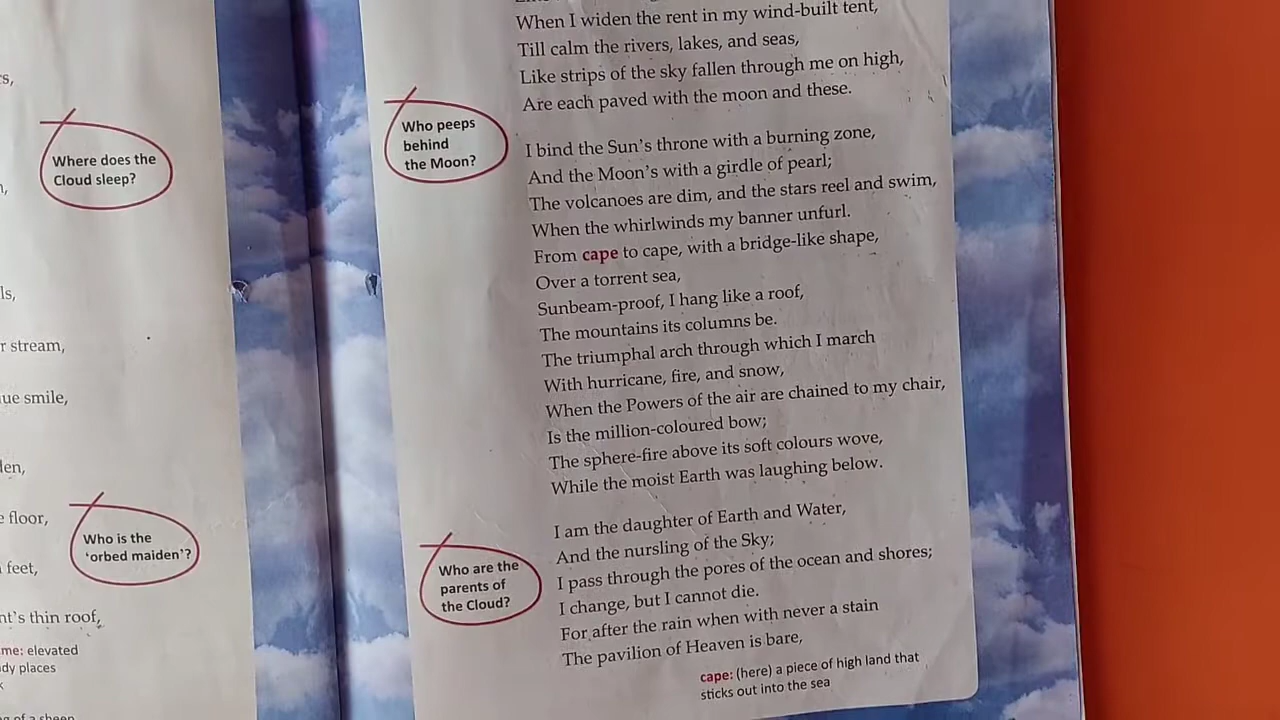 Where does the
Cloud sleep?
r stream,
ue smile,
floor,
Who is the
'orbed maiden'?
feet,
thin roof,
elevated
places
of a sheep
When I widen the rent in my wind-built tent,
Till calm the rivers, lakes, and seas,
Like strips of the sky fallen through me on high,
Are each paved with the moon and these.
Who peeps
behind
the Moon?
I bind the Sun's throne with a burning zone,
And the Moon's with a girdle of pearl;
The volcanoes are dim, and the stars reel and swim,
When the whirlwinds my banner unfurl.
From cape to cape, with a bridge-like shape,
Over a torrent sea,
Sunbeam-proof, I hang like a roof,
The mountains its columns be.
The triumphal arch through which I march
With hurricane, fire, and snow,
When the Powers of the air are chained to my chair,
Is the million-coloured bow;
The sphere-fire above its soft colours wove,
While the moist Earth was laughing below.
Who are the
parents of
the Cloud?
I am the daughter of Earth and Water,
And the nursling of the Sky;
I pass through the pores of the ocean and shores;
I change, but I cannot die.
For after the rain when with never a stain
The pavilion of Heaven is bare,
cape: (here) a piece of high land that
sticks out into the sea